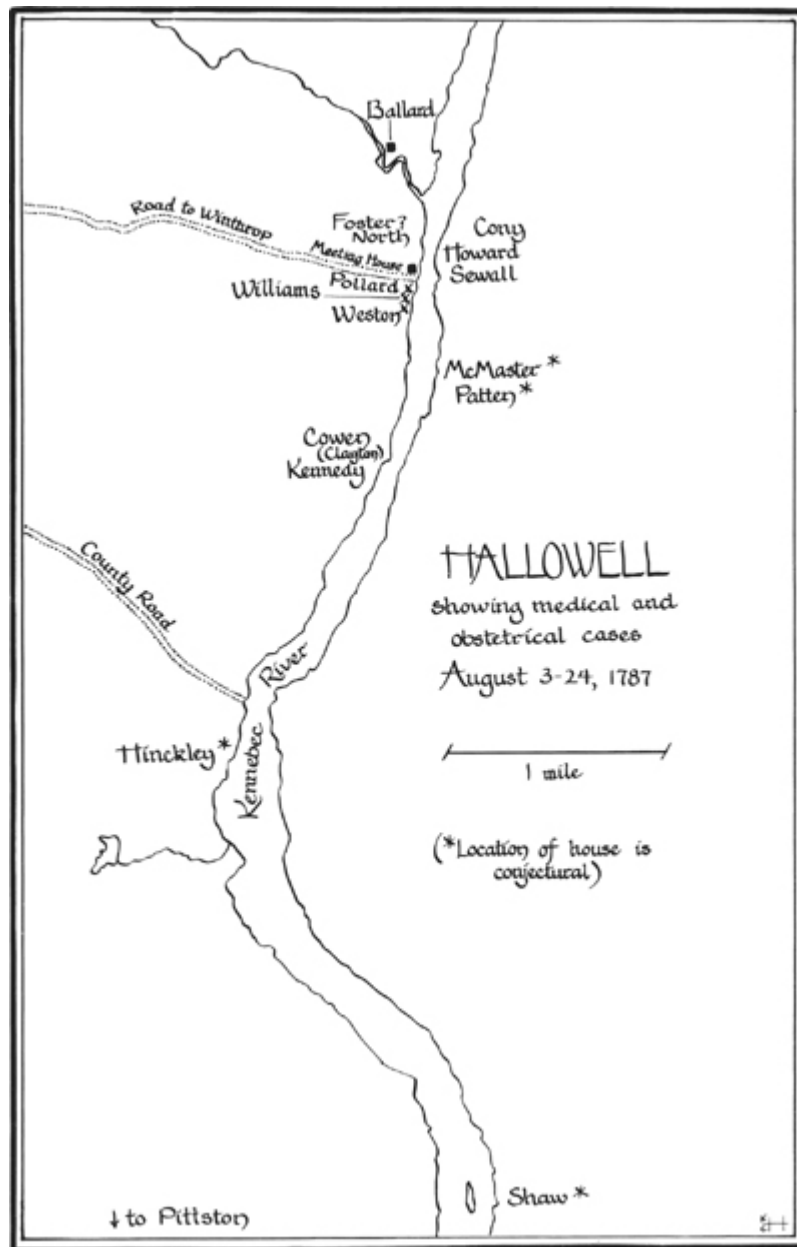 Ballard
Road to Winthrop
Foster?
North
Meeting House
Pollard
Williams
Weston
Cony
Howard
Sewall
McMaster *
Patten *
Cowen
(Clayton)
Kennedy
County Road
HALLOWELL
showing medical and
obstetrical cases
August 3-24, 1787
1 mile
(*Location of house is
conjectural)
Kennebec River
Hinckley *
Shaw *
↓ to Pittston